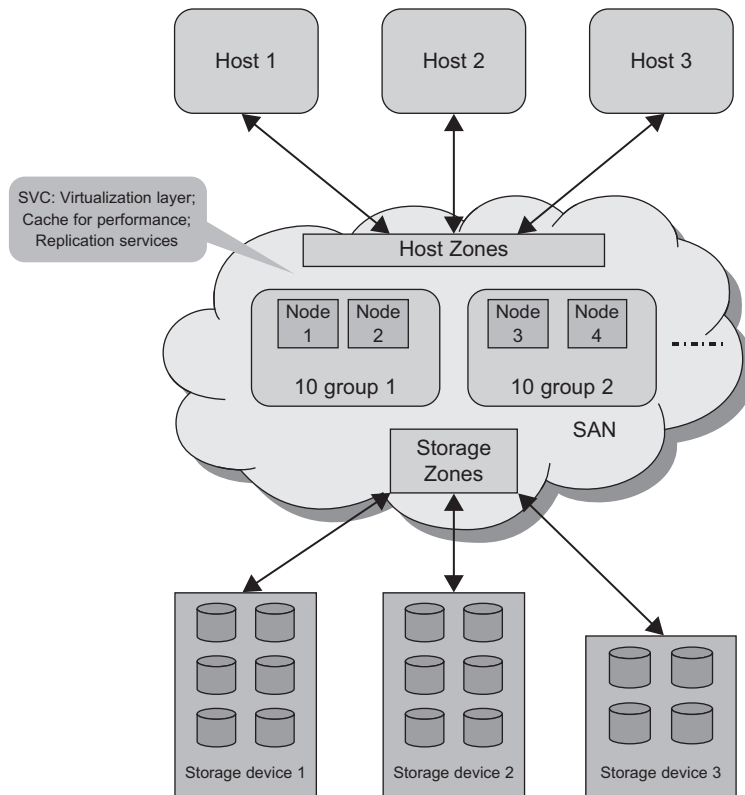 Host 1
Host 2
Host 3
SVC: Virtualization layer;
Cache for performance;
Replication services
Host Zones
Node
1
Node
2
10 group 1
Node
3
Node
4
10 group 2
SAN
Storage
Zones
Storage device 1
Storage device 2
Storage device 3